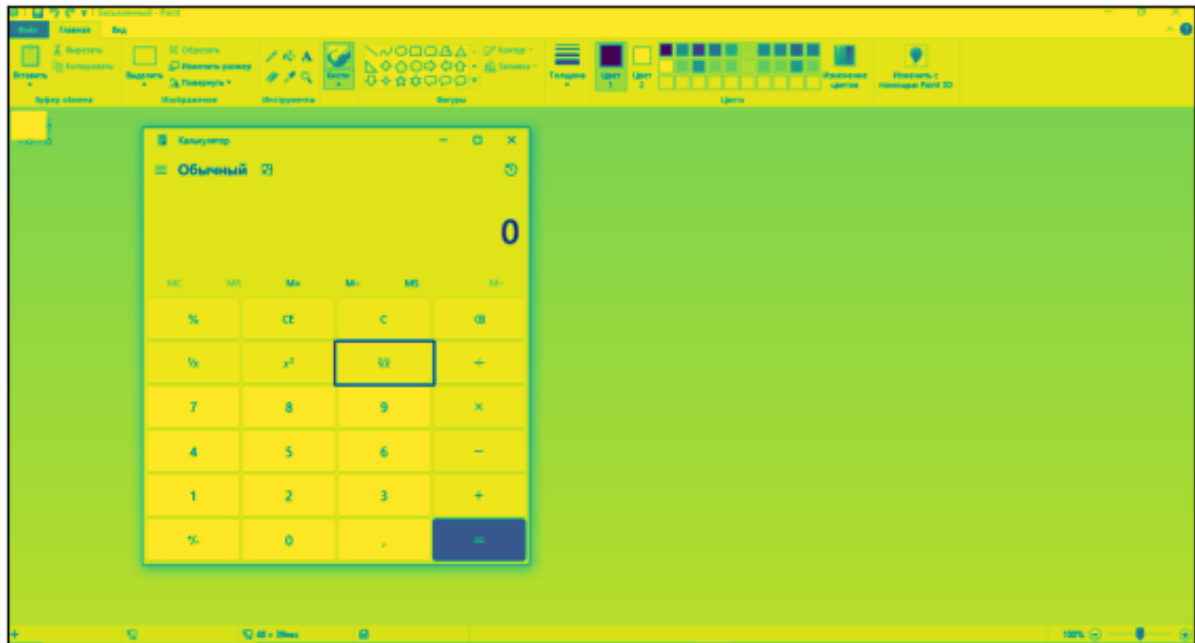 Безымянный - Paint
Файл Главная Вид
Вставить
Вырезать
Копировать
Буфер обмена
Выделить
Обрезать
Изменить размер
Повернуть
Изображение
Инструменты
Кисти
Контур
Заливка
Фигуры
Толщина
Цвет 1
Цвет 2
Изменение цветов
Цвета
Изменить с помощью Paint 3D
Калькулятор
Обычный
0
MC MR M+ M- MS
% CE C
x² ÷
7 8 9 ×
4 5 6 −
1 2 3 +
+/- 0 , =
100%